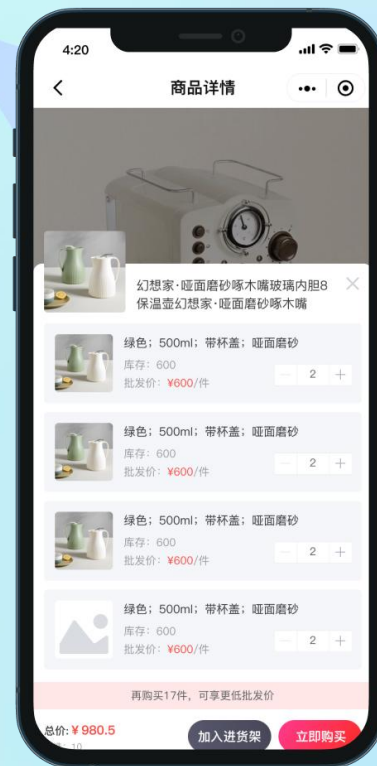 4:20
商品详情
幻想家·哑面磨砂啄木嘴玻璃内胆8
保温壶幻想家·哑面磨砂啄木嘴
绿色；500ml；带杯盖；哑面磨砂
库存：600
批发价：¥600/件
2
绿色；500ml；带杯盖；哑面磨砂
库存：600
批发价：¥600/件
2
绿色；500ml；带杯盖；哑面磨砂
库存：600
批发价：¥600/件
2
绿色；500ml；带杯盖；哑面磨砂
库存：600
批发价：¥600/件
2
再购买17件，可享更低批发价
总价:¥980.5
10
加入进货架
立即购买